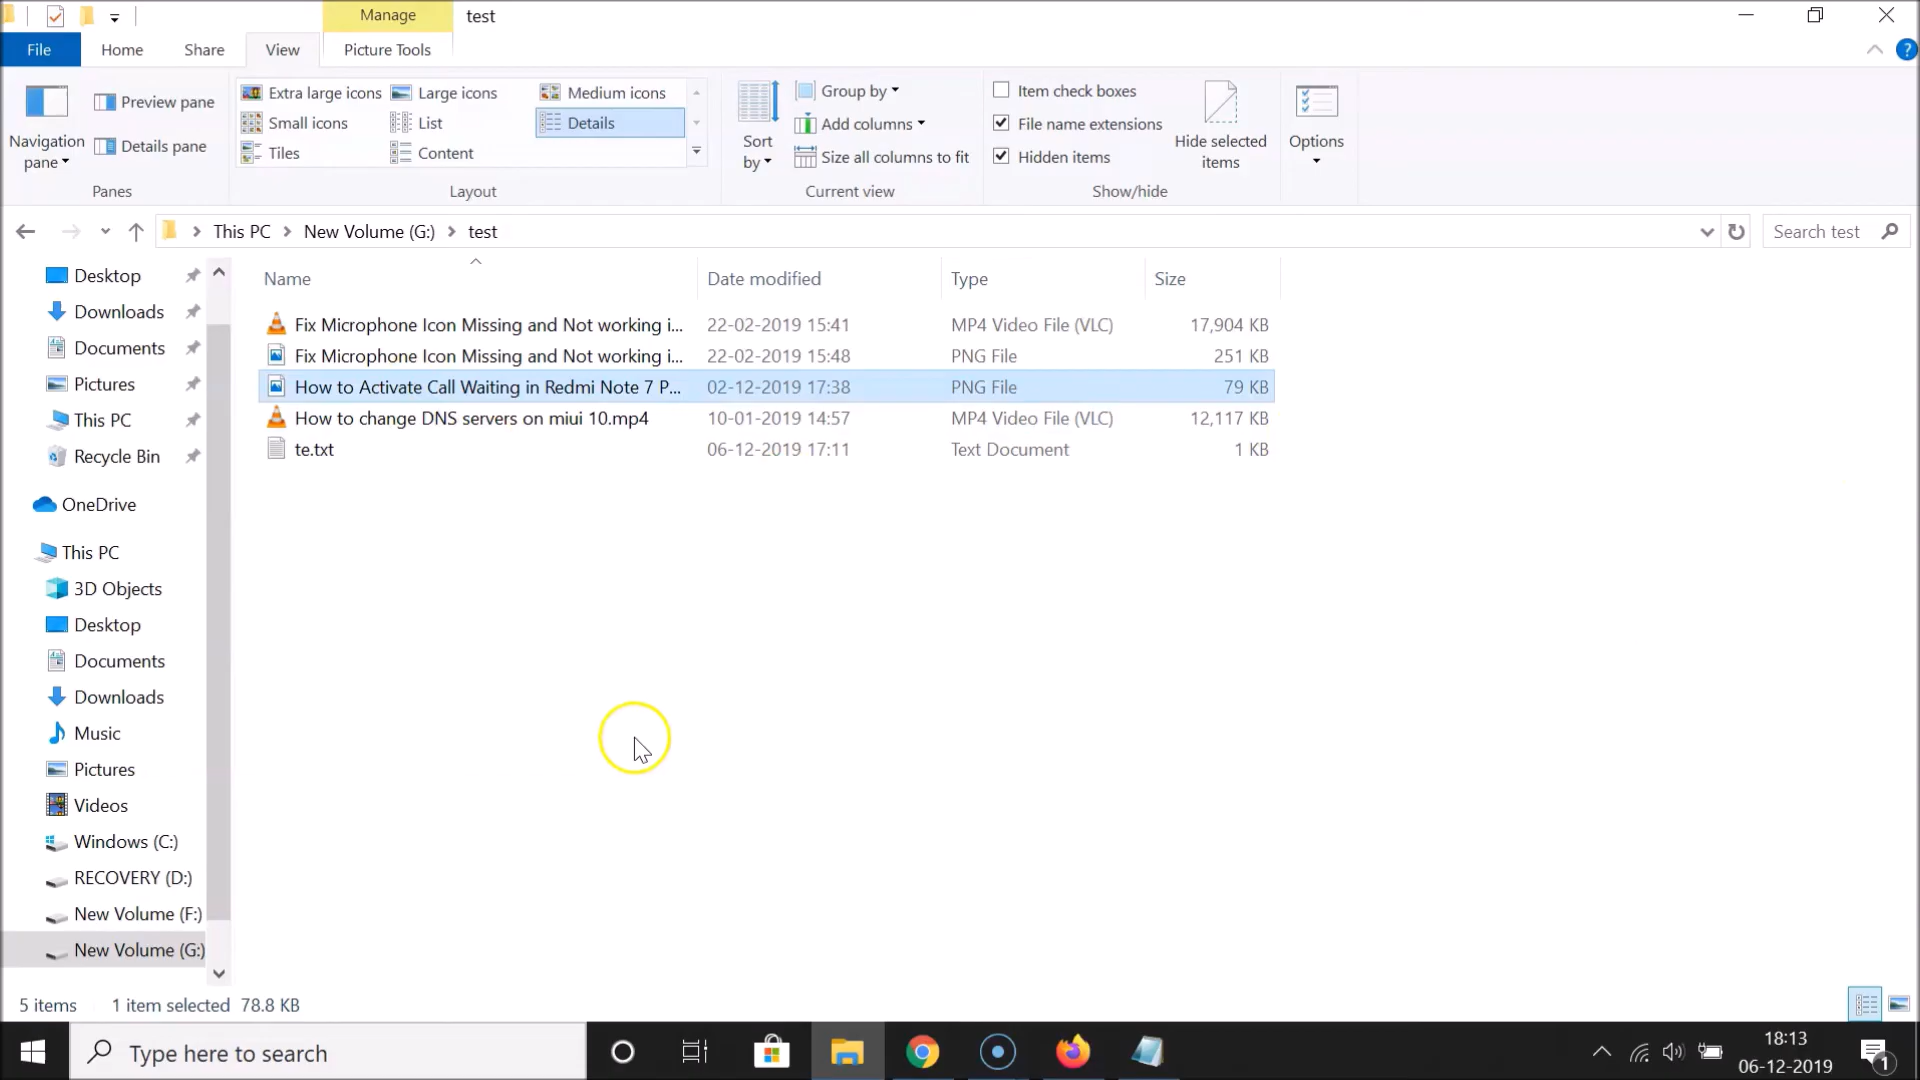 Manage
test
File
Home
Share
View
Picture Tools
Navigation pane
Preview pane
Details pane
Panes
Extra large icons
Large icons
Medium icons
Small icons
List
Details
Tiles
Content
Layout
Sort by
Group by
Add columns
Size all columns to fit
Current view
Item check boxes
File name extensions
Hidden items
Hide selected items
Show/hide
Options
This PC
New Volume (G:)
test
Search test
Desktop
Downloads
Documents
Pictures
This PC
Recycle Bin
OneDrive
This PC
3D Objects
Desktop
Documents
Downloads
Music
Pictures
Videos
Windows (C:)
RECOVERY (D:)
New Volume (F:)
New Volume (G:)
Name Date modified Type Size
Fix Microphone Icon Missing and Not working i... 22-02-2019 15:41 MP4 Video File (VLC) 17,904 KB
Fix Microphone Icon Missing and Not working i... 22-02-2019 15:48 PNG File 251 KB
How to Activate Call Waiting in Redmi Note 7 P... 02-12-2019 17:38 PNG File 79 KB
How to change DNS servers on miui 10.mp4 10-01-2019 14:57 MP4 Video File (VLC) 12,117 KB
te.txt 06-12-2019 17:11 Text Document 1 KB
5 items 1 item selected 78.8 KB
Type here to search
18:13
06-12-2019
1